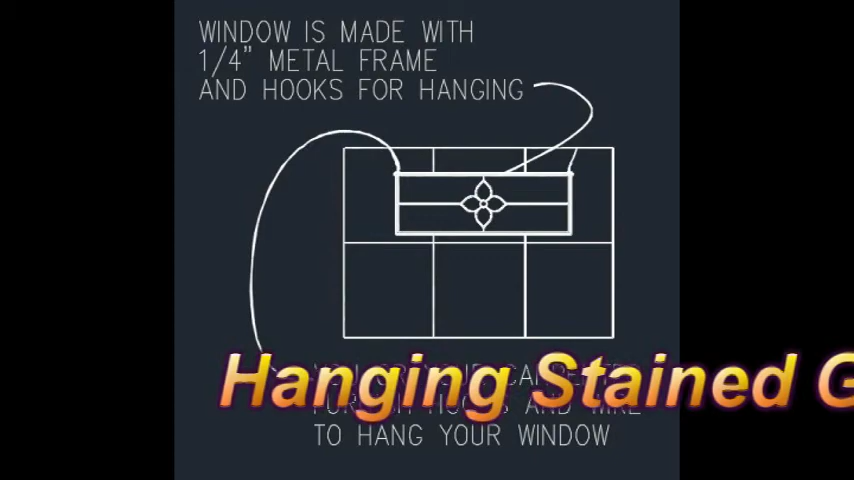 WINDOW IS MADE WITH
1/4" METAL FRAME
AND HOOKS FOR HANGING
Hanging Stained G
TO HANG YOUR WINDOW